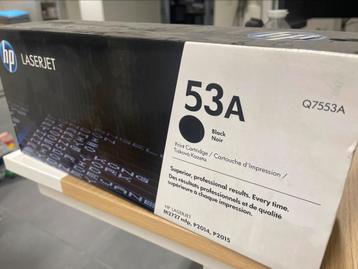 hp
LASERJET
53A
Q7553A
Black
Noir
Print Cartridge / Cartouche d'Impression /
Superior, professional results. Every time.
Des résultats professionnels et de qualité
supérieure à chaque impression.
HP LASERJET
M2727 mfp, P2014, P2015